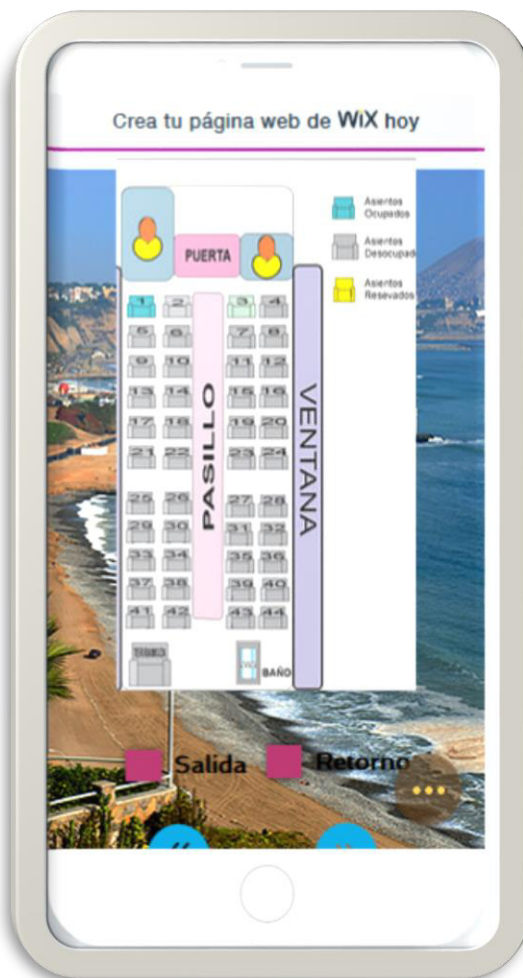 Crea tu página web de WiX hoy
Asientos
Ocupados
Asientos
Desocupad
Asientos
Resevados
PUERTA
1 2 3 4
5 6 7 8
9 10 11 12
13 14 15 16
17 18 19 20
21 22 23 24
25 26 27 28
29 30 31 32
33 34 35 36
37 38 39 40
41 42 43 44
PASILLO
VENTANA
BAÑO
Salida Retorno